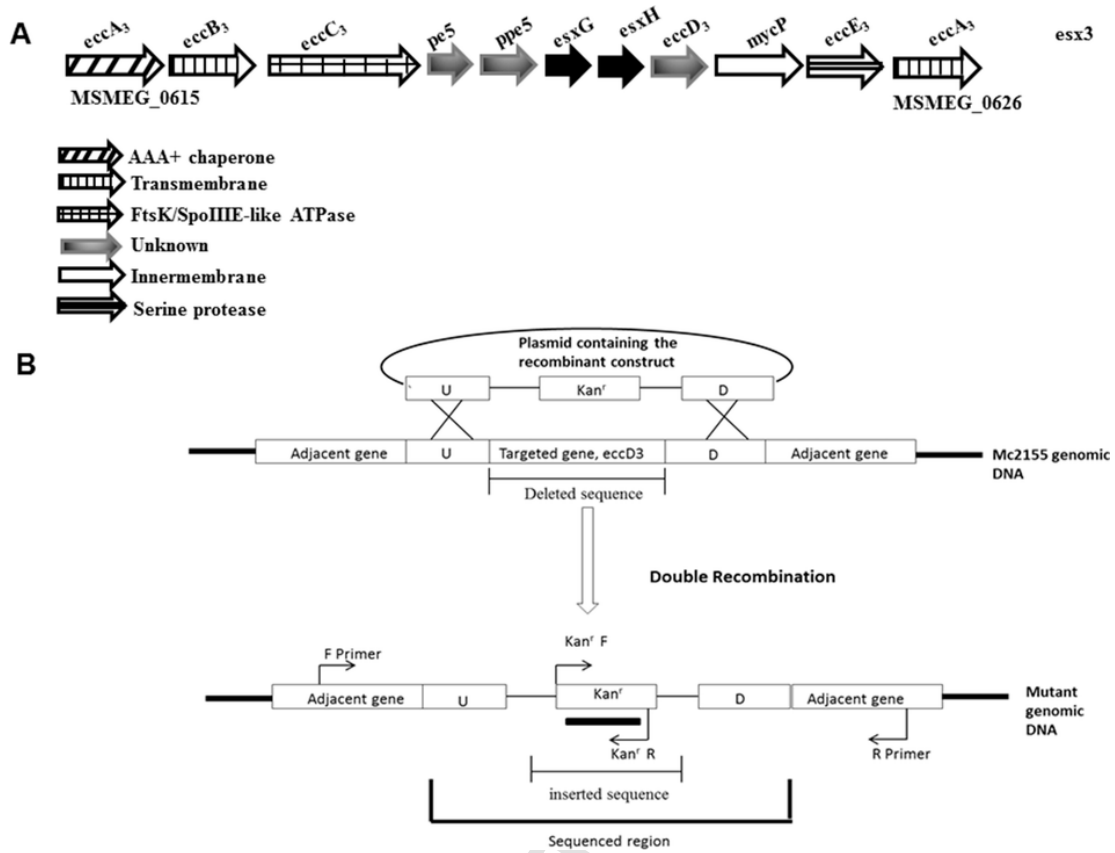 A
eccA3 eccB3 eccC3 pe5 ppe5 esxG esxH eccD3 mycP eccE3 eccA3 esx3
MSMEG_0615 MSMEG_0626
AAA+ chaperone
Transmembrane
FtsK/SpoIIIE-like ATPase
Unknown
Innermembrane
Serine protease
B
Plasmid containing the
recombinant construct
U Kanr D
Adjacent gene U Targeted gene, eccD3 D Adjacent gene
Mc2155 genomic
DNA
Deleted sequence
Double Recombination
F Primer Kanr F
Adjacent gene U Kanr D Adjacent gene
Mutant
genomic
DNA
Kanr R R Primer
inserted sequence
Sequenced region